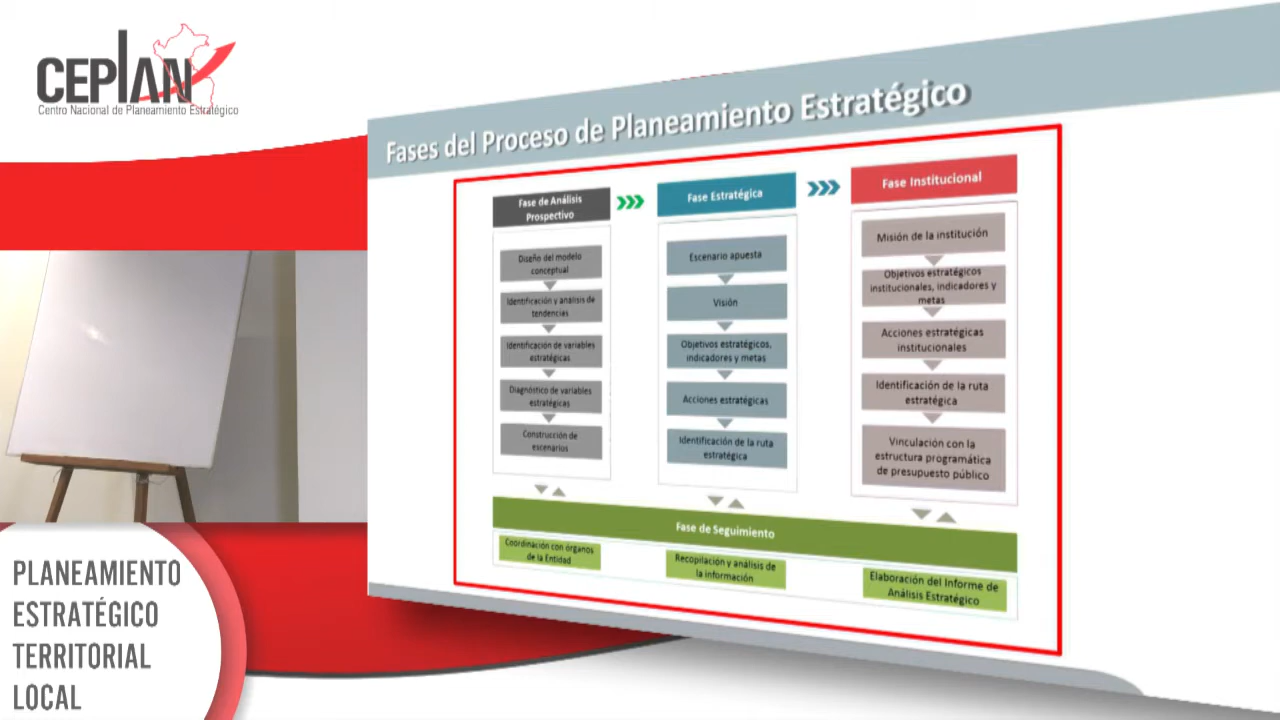 CEPLAN
Centro Nacional de Planeamiento Estratégico
Fases del Proceso de Planeamiento Estratégico
Fase de Análisis
Prospectivo
Diseño del modelo
conceptual
Identificación y análisis de
tendencias
Identificación de variables
estratégicas
Diagnóstico de variables
estratégicas
Construcción de
escenarios
Fase Estratégica
Escenario apuesta
Visión
Objetivos estratégicos,
indicadores y metas
Acciones estratégicas
Identificación de la ruta
estratégica
Fase Institucional
Misión de la institución
Objetivos estratégicos
institucionales, indicadores y
metas
Acciones estratégicas
institucionales
Identificación de la ruta
estratégica
Vinculación con la
estructura programática
de presupuesto público
Fase de Seguimiento
Coordinación con órganos
de la Entidad
Recopilación y análisis de
la información
Elaboración del Informe de
Análisis Estratégico
PLANEAMIENTO
ESTRATÉGICO
TERRITORIAL
LOCAL